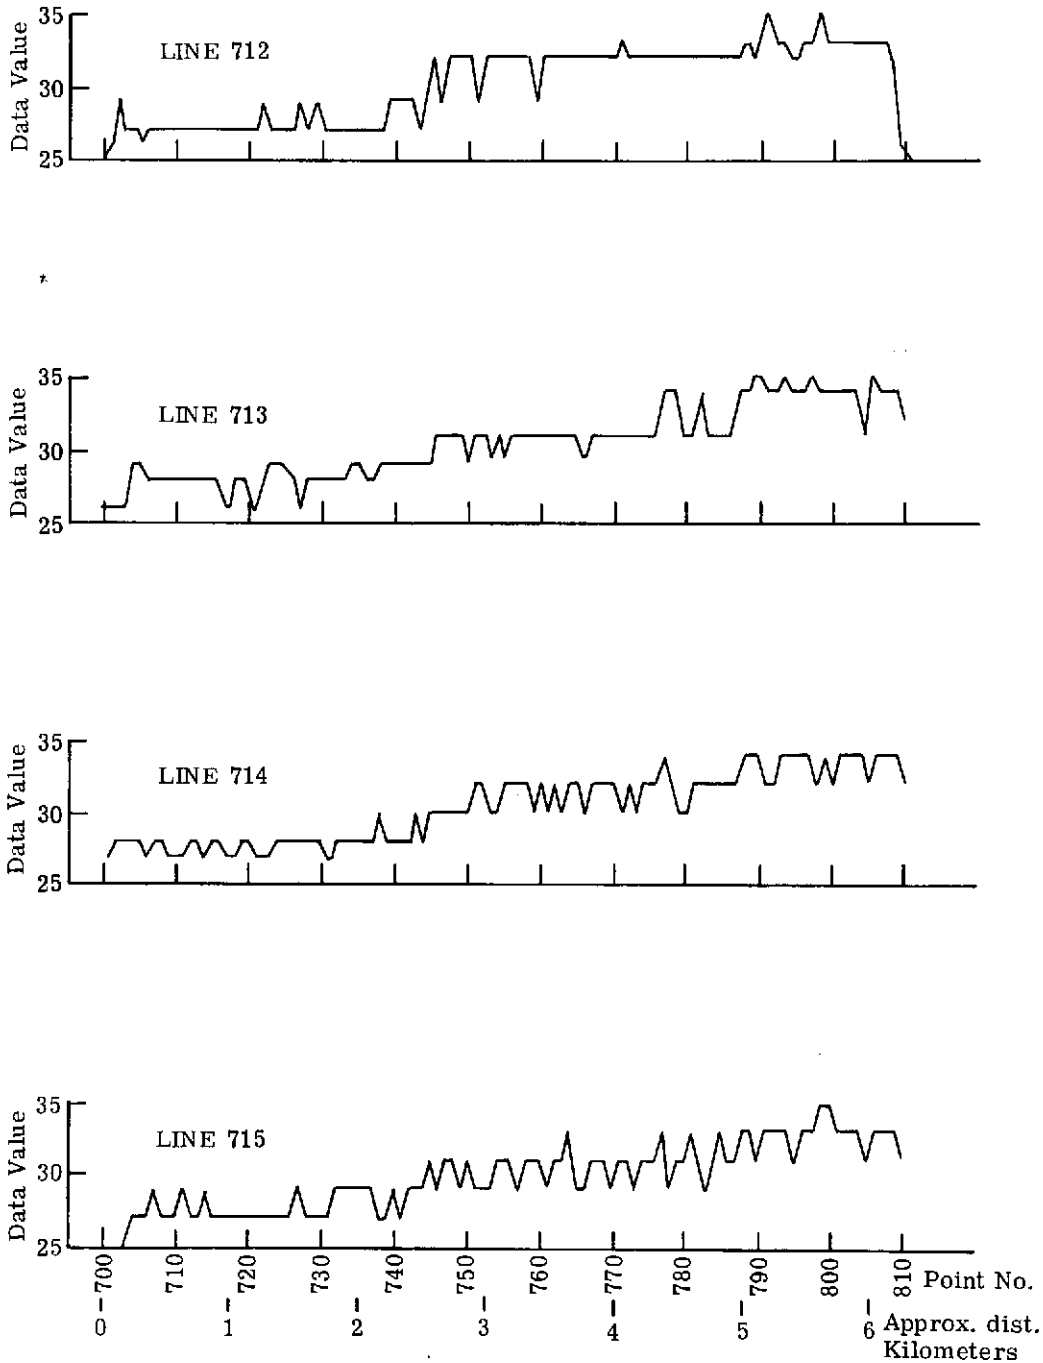 35
LINE 712
30
25
Data Value
35
LINE 713
30
25
Data Value
35
LINE 714
30
25
Data Value
35
LINE 715
30
25
Data Value
700 710 720 730 740 750 760 770 780 790 800 810 Point No.
0 1 2 3 4 5 6 Approx. dist.
Kilometers